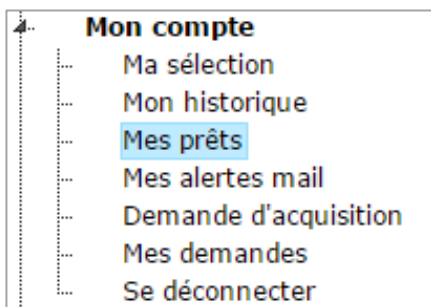 Mon compte
Ma sélection
Mon historique
Mes prêts
Mes alertes mail
Demande d'acquisition
Mes demandes
Se déconnecter